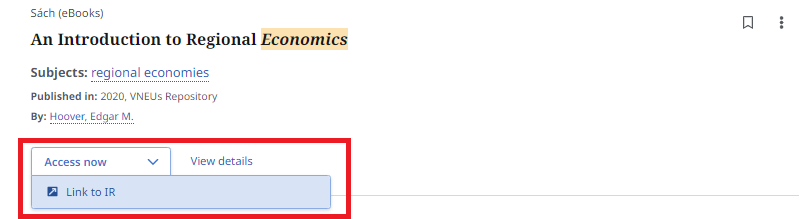 Sách (eBooks)
An Introduction to Regional Economics
Subjects: regional economies
Published in: 2020, VNEUs Repository
By: Hoover, Edgar M.
Access now View details
Link to IR